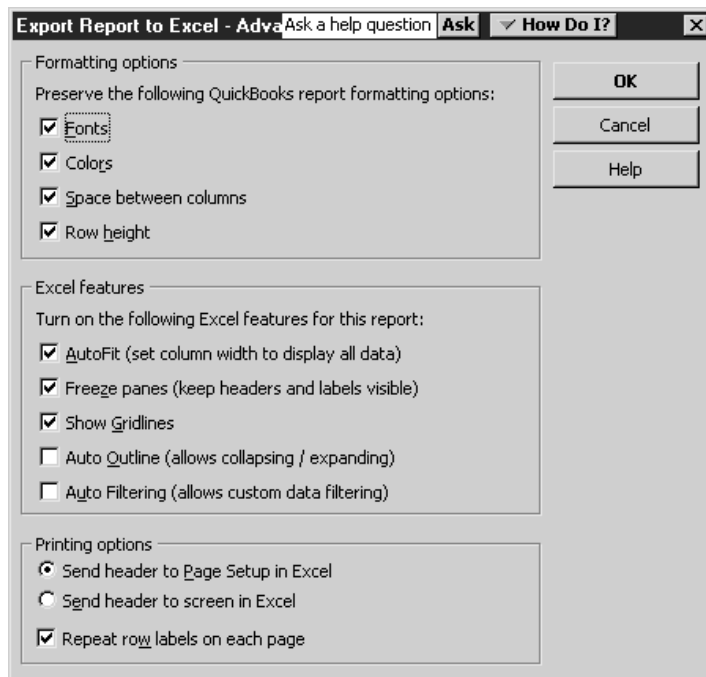 Export Report to Excel - Adva Ask a help question Ask How Do I?
Formatting options
Preserve the following QuickBooks report formatting options:
Fonts
Colors
Space between columns
Row height
OK
Cancel
Help
Excel features
Turn on the following Excel features for this report:
AutoFit (set column width to display all data)
Freeze panes (keep headers and labels visible)
Show Gridlines
Auto Outline (allows collapsing / expanding)
Auto Filtering (allows custom data filtering)
Printing options
Send header to Page Setup in Excel
Send header to screen in Excel
Repeat row labels on each page